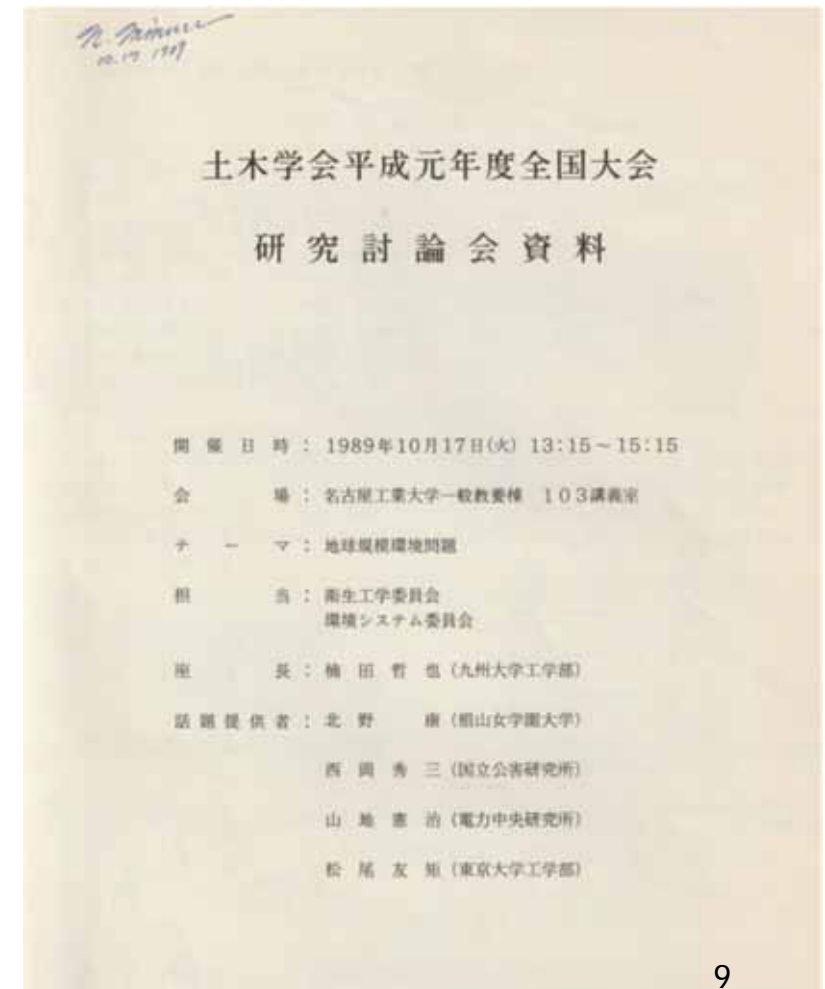 N. Mimura
10.17 1989
土木学会平成元年度全国大会
研究討論会資料
開催日時：1989年10月17日(火) 13:15～15:15
会場：名古屋工業大学一般教養棟 103講義室
テーマ：地球規模環境問題
担当：衛生工学委員会
環境システム委員会
座長：楠田哲也(九州大学工学部)
話題提供者：北野康(椙山女学園大学)
西岡秀三(国立公害研究所)
山地憲治(電力中央研究所)
松尾友矩(東京大学工学部)
9